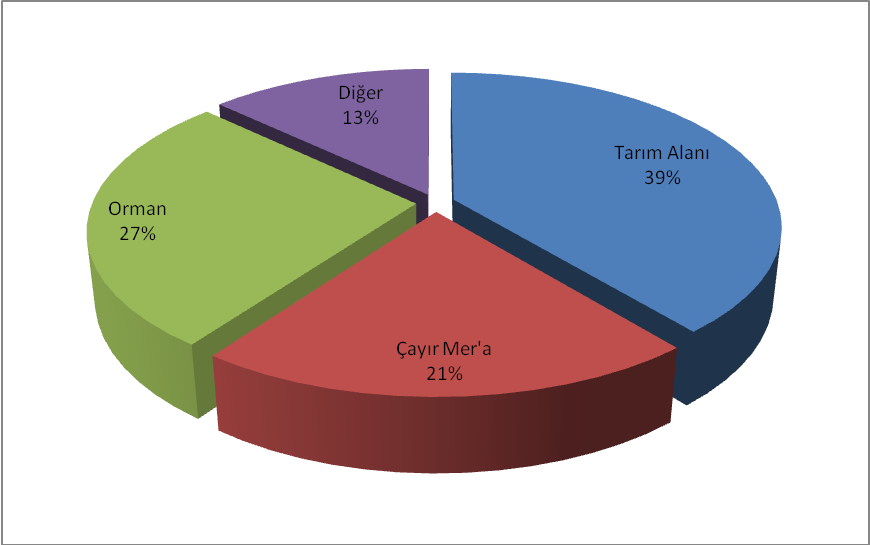 Diğer
13%
Tarım Alanı
39%
Orman
27%
Çayır Mer'a
21%